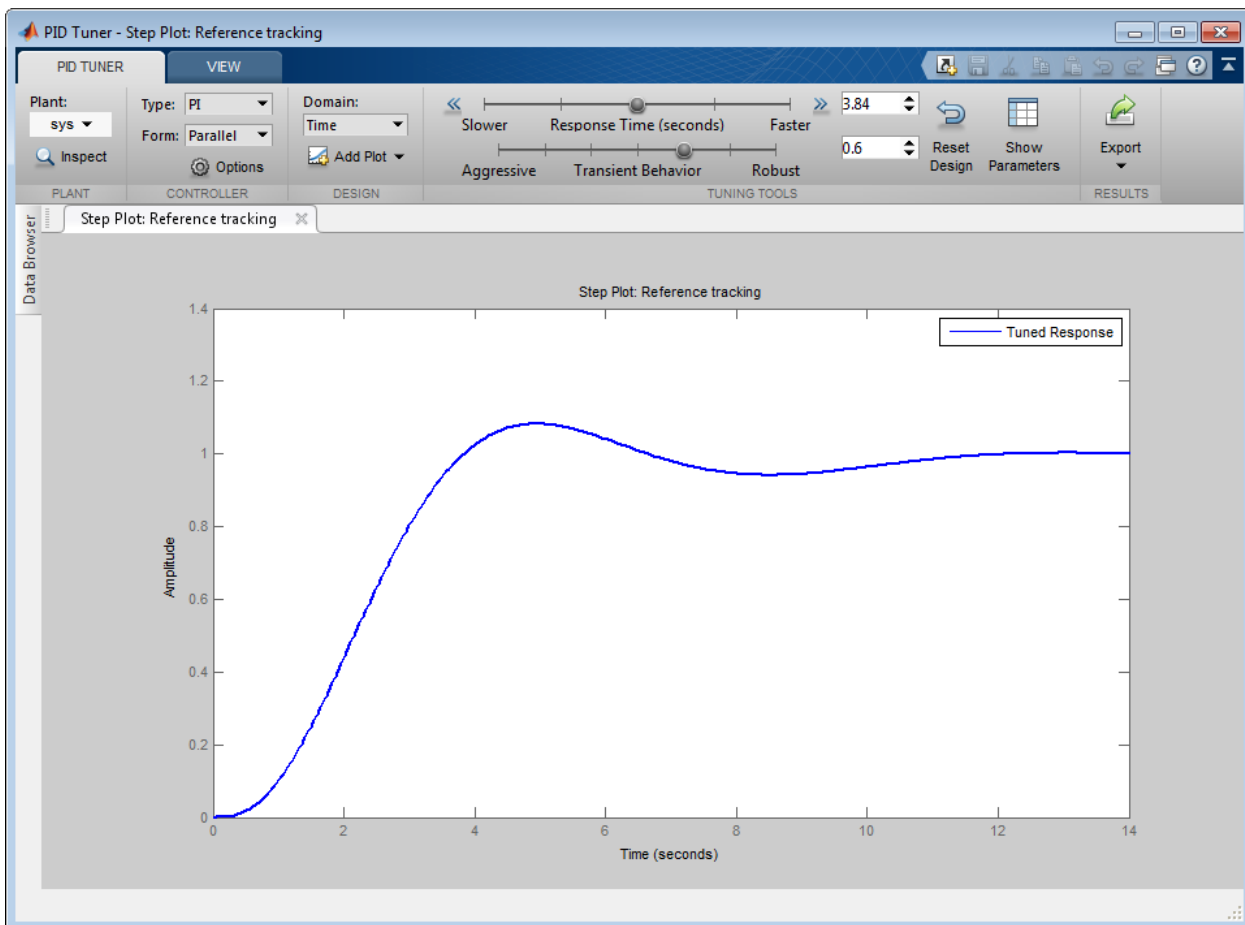 PID Tuner - Step Plot: Reference tracking
PID TUNER VIEW
Plant: Type: PI Domain: 3.84
sys Slower Response Time (seconds) Faster
Form: Parallel Time
Inspect Add Plot 0.6 Reset Show Export
Options Aggressive Transient Behavior Robust Design Parameters
PLANT CONTROLLER DESIGN TUNING TOOLS RESULTS
Data Browser
Step Plot: Reference tracking
Step Plot: Reference tracking
Tuned Response
1.4
1.2
1
0.8
0.6
0.4
0.2
0
Amplitude
0 2 4 6 8 10 12 14
Time (seconds)